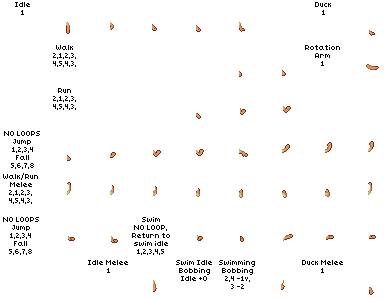 Idle
1
Duck
1
Walk
2,1,2,3,
4,5,4,3,
Rotation
Arm
1
Run
2,1,2,3,
4,5,4,3,
NO LOOPS
Jump
1,2,3,4
Fall
5,6,7,8
Walk/Run
Melee
2,1,2,3,
4,5,4,3,
NO LOOPS
Jump
1,2,3,4
Fall
5,6,7,8
Swim
NO LOOP,
Return to
swim idle
1,2,3,4,5
Idle Melee
1
Swim Idle
Bobbing
Idle +0
Swimming
Bobbing
2,4 -1v,
3 -2
Duck Melee
1